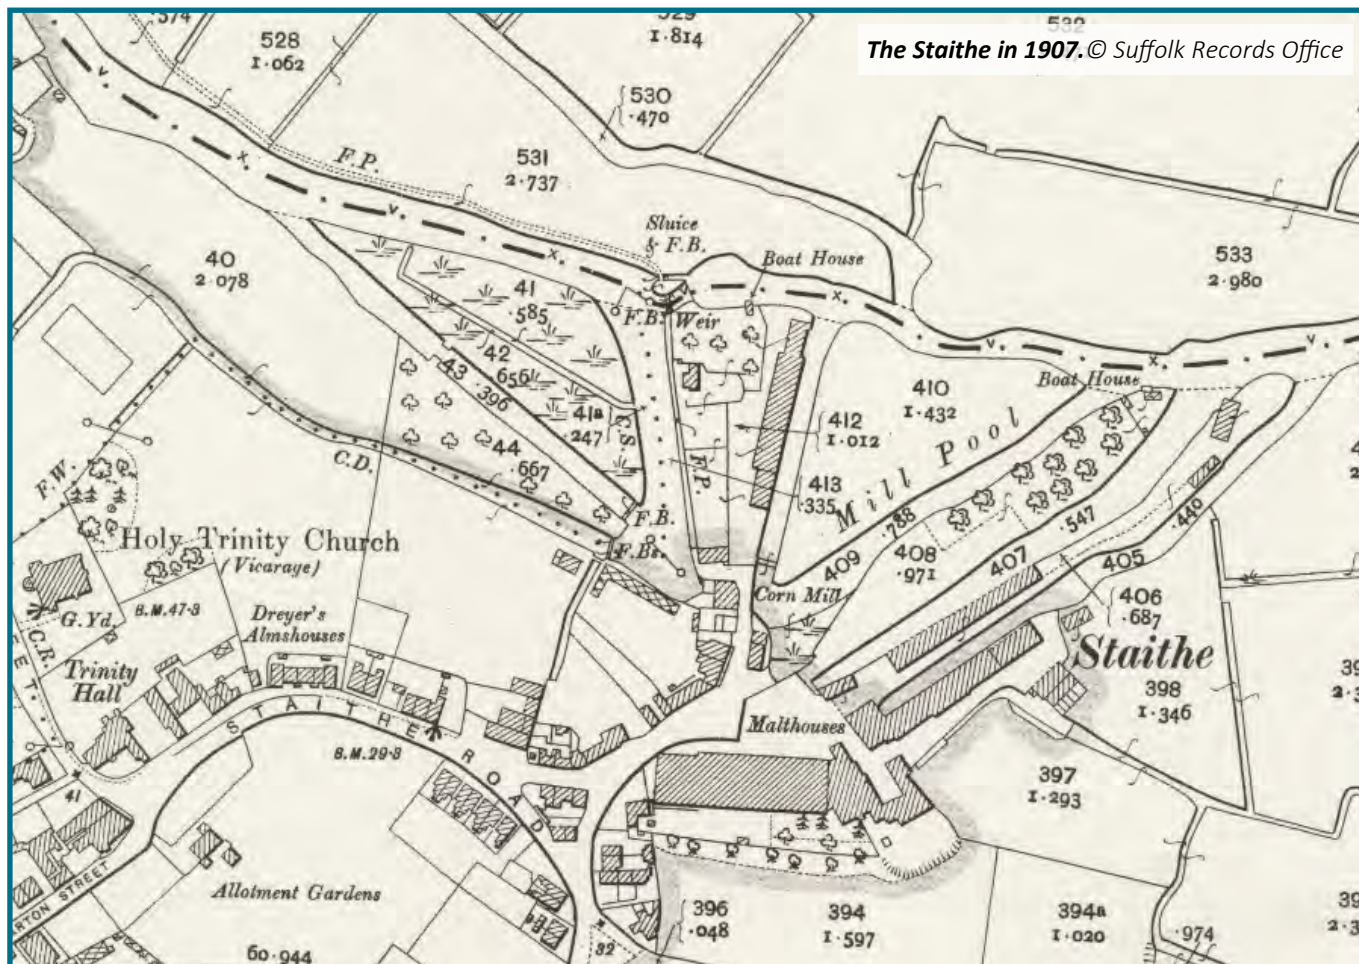 The Staithe in 1907.© Suffolk Records Office
528
1·062
1·814
530
·470
F.P.
531
2·737
Sluice
& F.B.
Boat House
533
2·980
40
2·078
41
·585
F.B.
Weir
42
·656
43
·396
41a
·247
C.S.
44
·667
C.D.
F.P.
412
1·012
413
·335
410
1·432
Mill Pool
Boat House
409
·788
408
·971
407
·547
405
·440
406
·687
F.W.
Holy Trinity Church
(Vicarage)
G. Yd.
B.M.47·3
C.R.
Dreyer's
Almshouses
Trinity
Hall
F.B.
F.Bs.
Corn Mill
Staithe
398
1·346
STAITHE ROAD
B.M.29·3
Malthouses
397
1·293
41
Allotment Gardens
60·944
32
396
·048
394
1·597
394a
1·020
·974